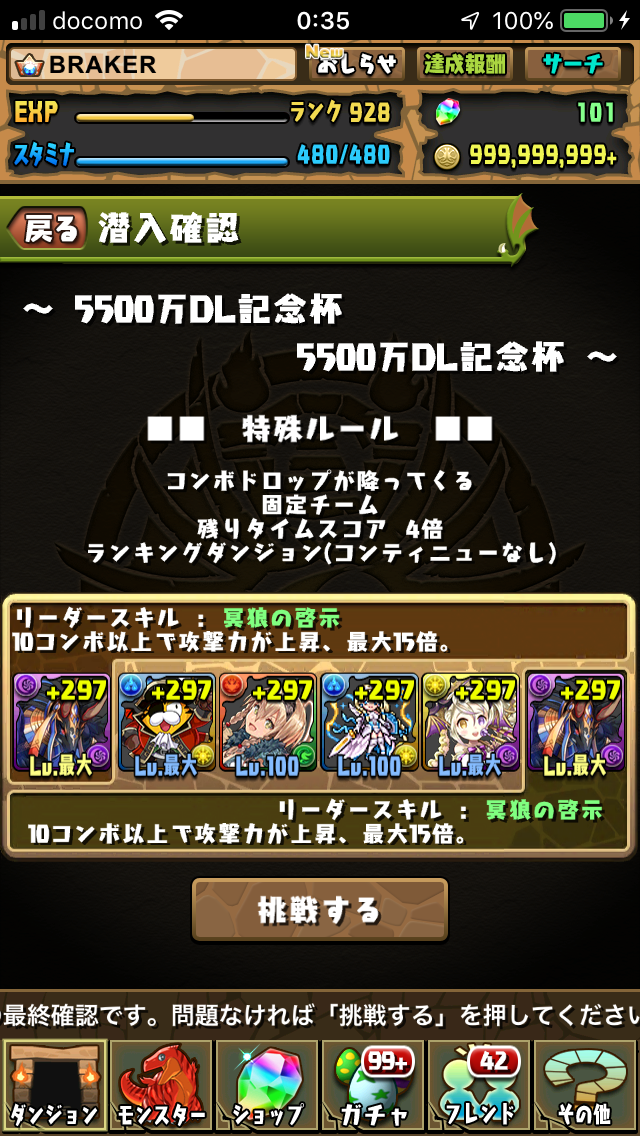 docomo 0:35 100%
BRAKER New おしらせ 達成報酬 サーチ
EXP ランク 928 101
スタミナ 480/480 999,999,999+
戻る 潜入確認
～ 5500万DL記念杯
5500万DL記念杯 ～
■■ 特殊ルール ■■
コンボドロップが降ってくる
固定チーム
残りタイムスコア 4倍
ランキングダンジョン(コンティニューなし)
リーダースキル : 冥狼の啓示
10コンボ以上で攻撃力が上昇、最大15倍。
+297 +297 +297 +297 +297 +297
Lv.最大 Lv.最大 Lv.100 Lv.100 Lv.最大 Lv.最大
リーダースキル : 冥狼の啓示
10コンボ以上で攻撃力が上昇、最大15倍。
挑戦する
の最終確認です。問題なければ「挑戦する」を押してください
99+ 42
ダンジョン モンスター ショップ ガチャ フレンド その他